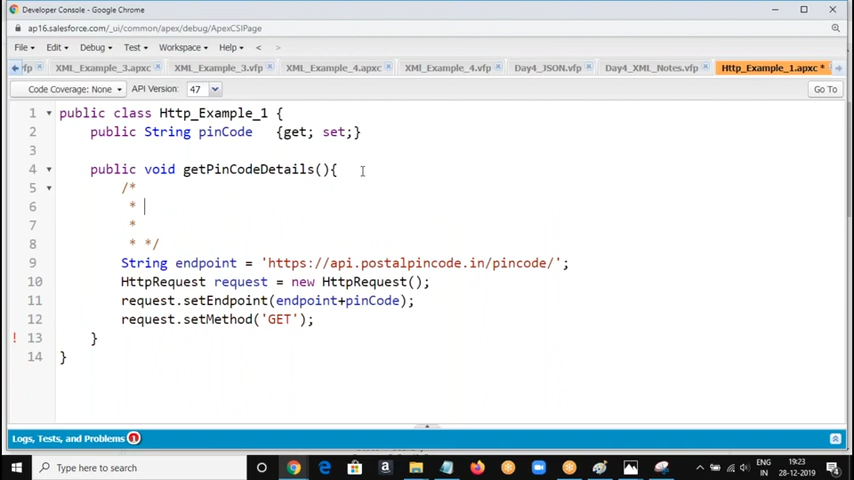 Developer Console - Google Chrome
ap16.salesforce.com/_ui/common/apex/debug/ApexCSIPage
File Edit Debug Test Workspace Help < >
vfp XML_Example_3.apxc XML_Example_3.vfp XML_Example_4.apxc XMl_Example_4.vfp Day4_JSON.vfp Day4_XML_Notes.vfp Http_Example_1.apxc *
Code Coverage: None API Version: 47 Go To
1 public class Http_Example_1 {
2 public String pinCode {get; set;}
3
4 public void getPinCodeDetails(){
5 /*
6 *
7 *
8 * */
9 String endpoint = 'https://api.postalpincode.in/pincode/';
10 HttpRequest request = new HttpRequest();
11 request.setEndpoint(endpoint+pinCode);
12 request.setMethod('GET');
! 13 }
14 }
Logs, Tests, and Problems 1
Type here to search
ENG 19:23
IN 28-12-2019 4